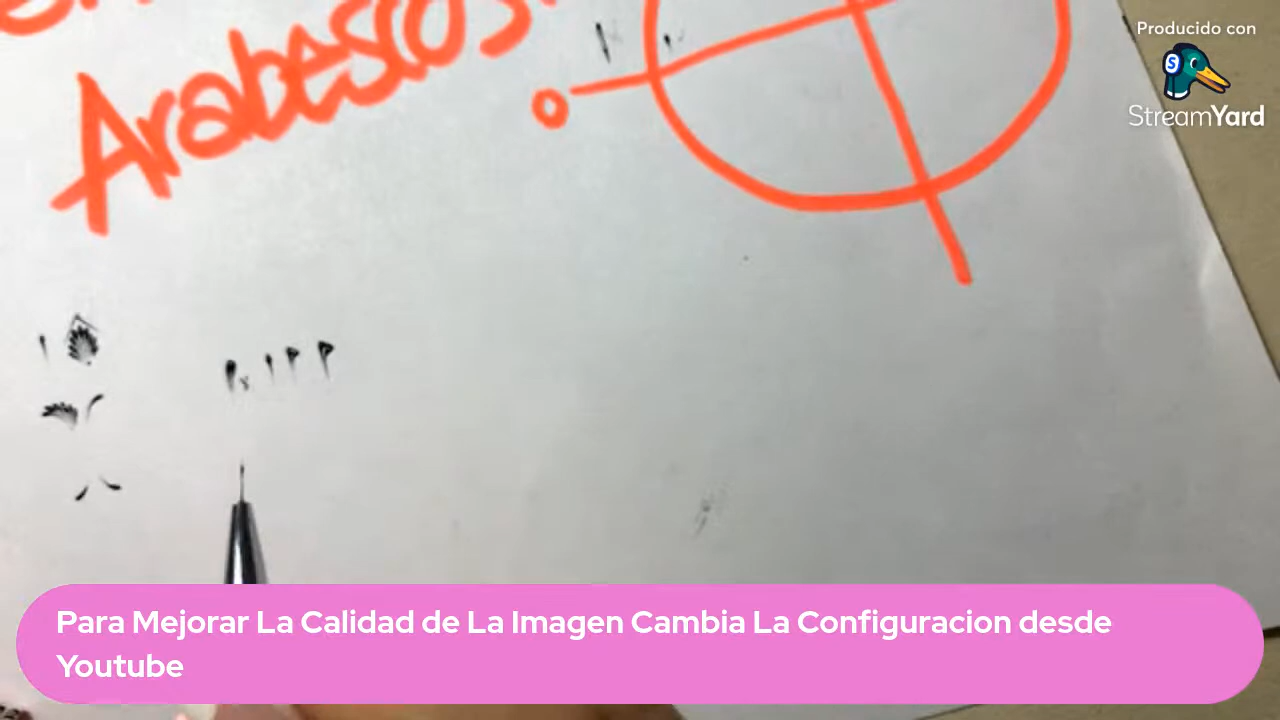 Arabescos
Producido con
StreamYard
Para Mejorar La Calidad de La Imagen Cambia La Configuracion desde
Youtube